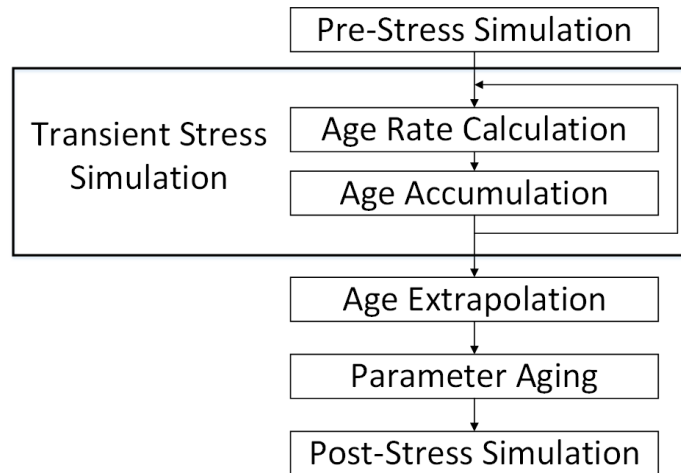 Pre-Stress Simulation
Transient Stress
Simulation
Age Rate Calculation
Age Accumulation
Age Extrapolation
Parameter Aging
Post-Stress Simulation